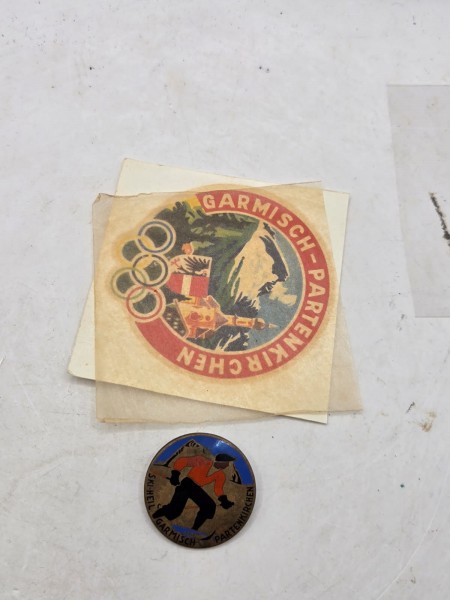 GARMISCH-PARTENKIRCHEN
SKI-HEIL
GARMISCH PARTENKIRCHEN